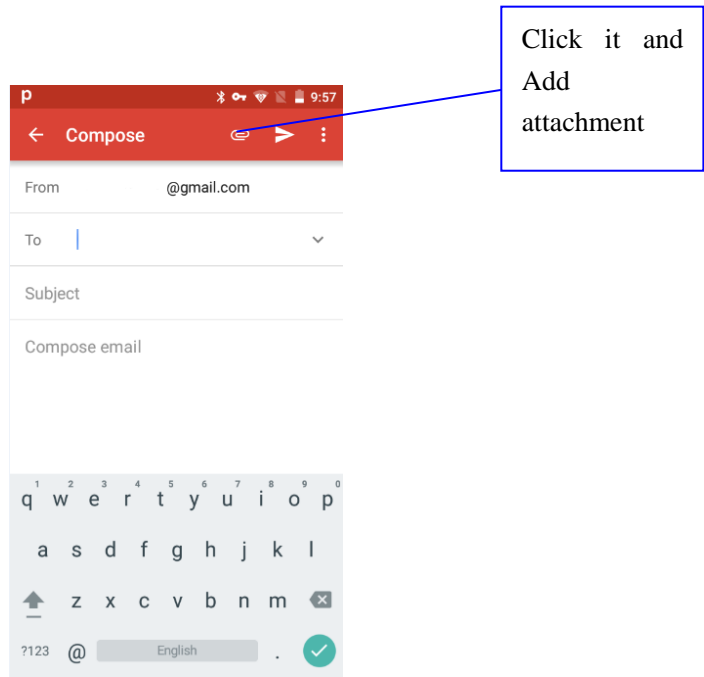 Click it and
Add
attachment
p 9:57
Compose
From @gmail.com
To
Subject
Compose email
1 2 3 4 5 6 7 8 9 0
q w e r t y u i o p
a s d f g h j k l
z x c v b n m
?123 @ English .